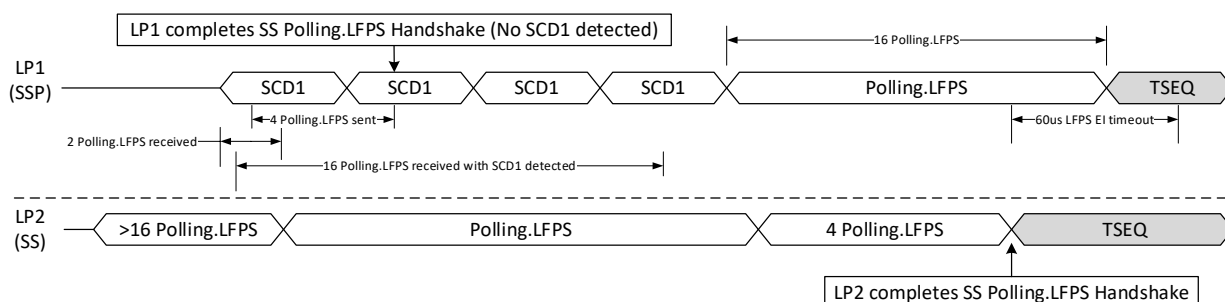 LP1 completes SS Polling.LFPS Handshake (No SCD1 detected)
16 Polling.LFPS
LP1
(SSP)
SCD1
SCD1
SCD1
SCD1
Polling.LFPS
TSEQ
4 Polling.LFPS sent
60us LFPS EI timeout
2 Polling.LFPS received
16 Polling.LFPS received with SCD1 detected
LP2
(SS)
>16 Polling.LFPS
Polling.LFPS
4 Polling.LFPS
TSEQ
LP2 completes SS Polling.LFPS Handshake